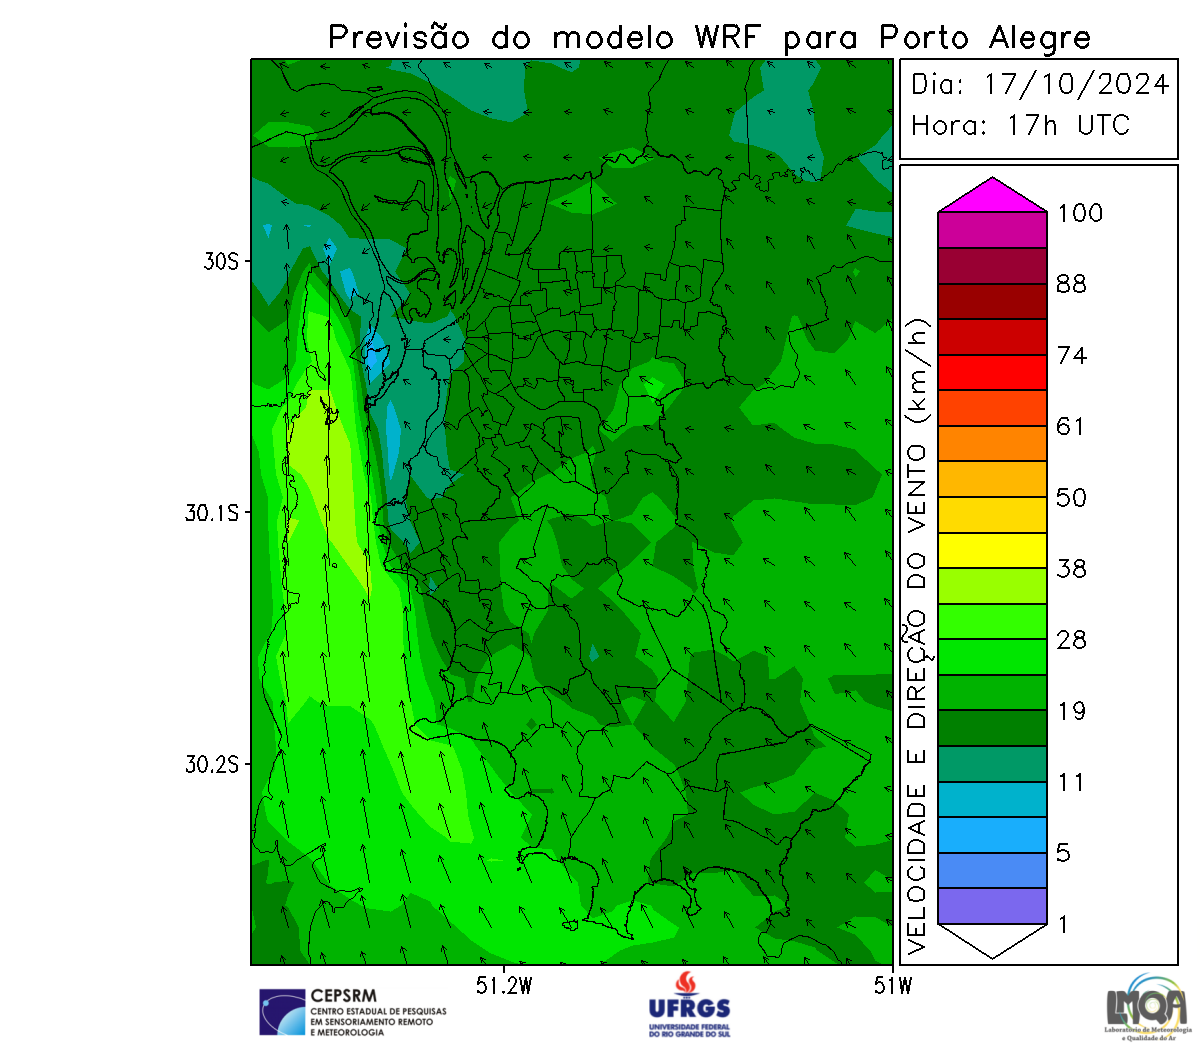 Previsão do modelo WRF para Porto Alegre
Dia: 17/10/2024
Hora: 17h UTC
30S
30.1S
30.2S
51.2W
51W
VELOCIDADE E DIREÇÃO DO VENTO (km/h)
100
88
74
61
50
38
28
19
11
5
1
CEPSRM
CENTRO ESTADUAL DE PESQUISAS
EM SENSORIAMENTO REMOTO
E METEOROLOGIA
UFRGS
UNIVERSIDADE FEDERAL
DO RIO GRANDE DO SUL
LMQA
Laboratório de Meteorologia
e Qualidade do Ar